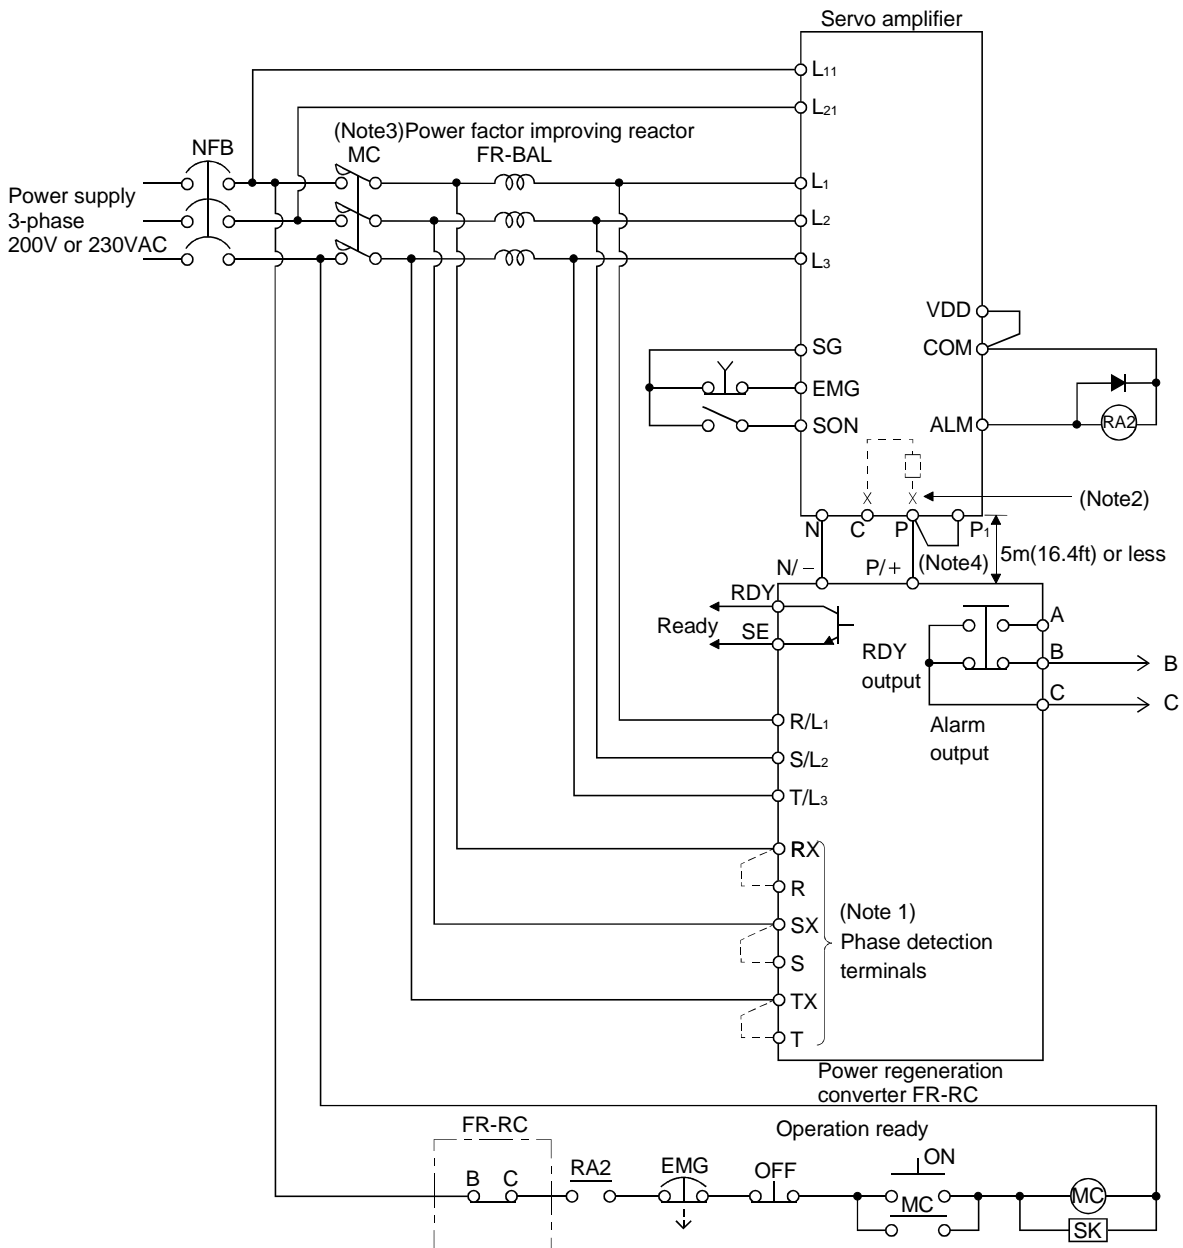 Servo amplifier
L11
L21
(Note3)Power factor improving reactor
NFB
MC
FR-BAL
Power supply
3-phase
200V or 230VAC
L1
L2
L3
VDD
SG
COM
EMG
SON
ALM
RA2
(Note2)
N
C
P
P1
(Note4)
5m(16.4ft) or less
N/－
P/＋
RDY
Ready
SE
RDY
output
A
B
B
C
C
Alarm
output
R/L1
S/L2
T/L3
RX
R
SX
S
TX
T
(Note 1)
Phase detection
terminals
Power regeneration
converter FR-RC
FR-RC
Operation ready
B
C
RA2
EMG
OFF
ON
MC
MC
SK